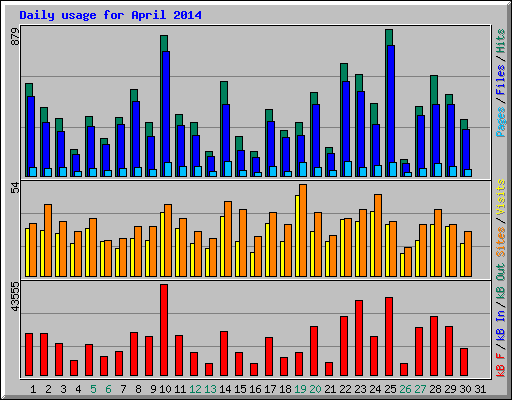 Daily usage for April 2014
879
Pages / Files / Hits
54
Sites / Visits
43555
kB F / kB In / kB Out
1 2 3 4 5 6 7 8 9 10 11 12 13 14 15 16 17 18 19 20 21 22 23 24 25 26 27 28 29 30 31